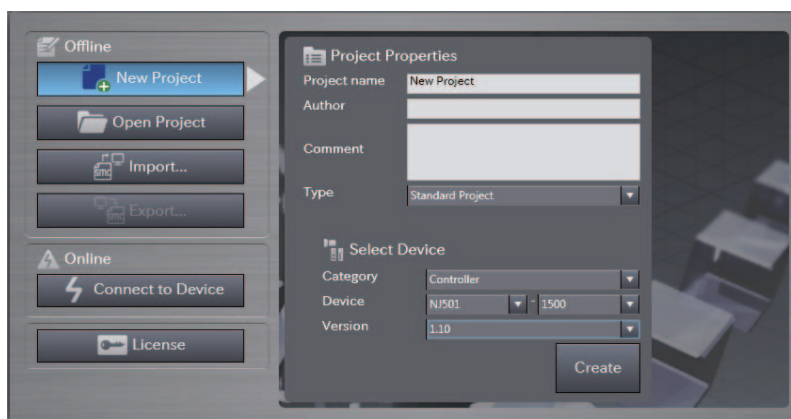 Offline
New Project
Open Project
Import...
Export...
Online
Connect to Device
License
Project Properties
Project name New Project
Author
Comment
Type Standard Project
Select Device
Category Controller
Device NJ501 - 1500
Version 1.10
Create